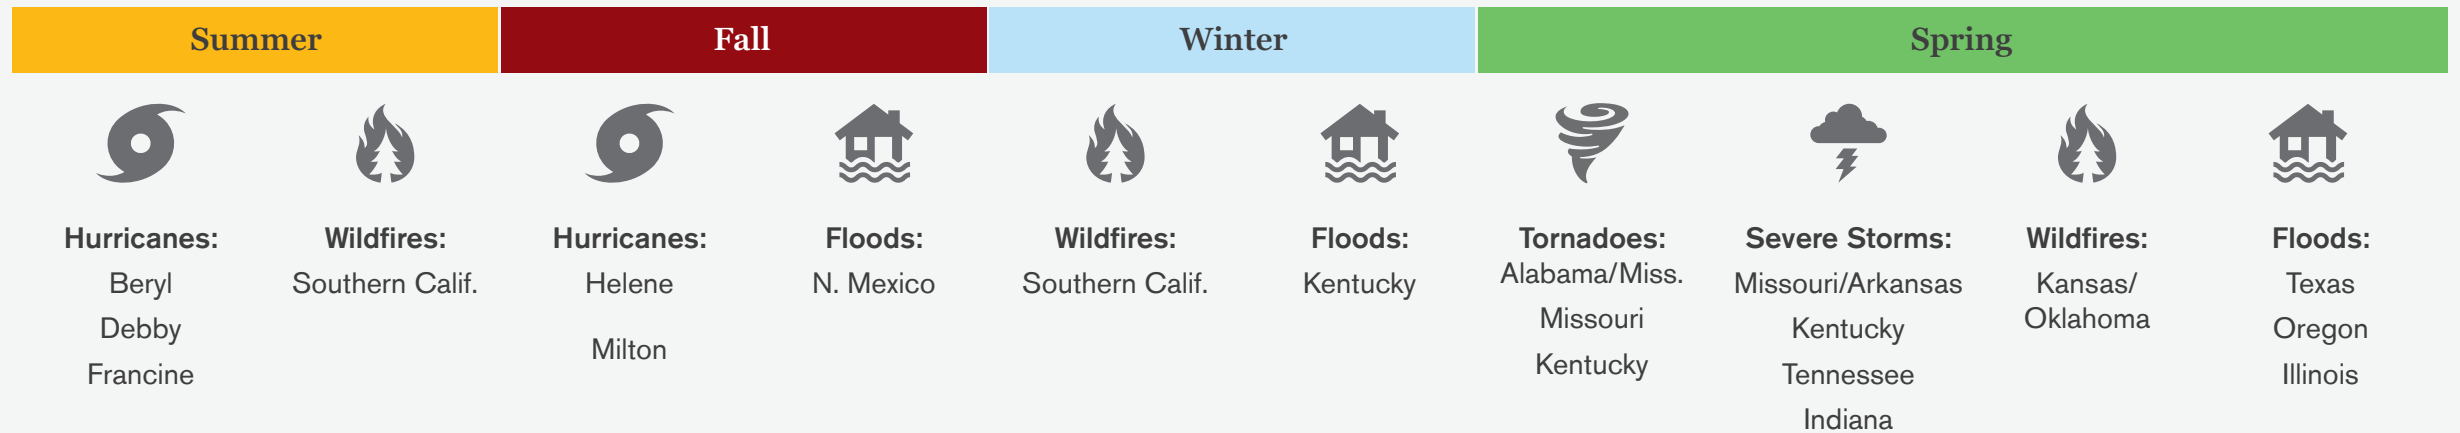 Summer
Hurricanes:
Beryl
Debby
Francine
Wildfires:
Southern Calif.
Fall
Hurricanes:
Helene
Milton
Floods:
N. Mexico
Winter
Wildfires:
Southern Calif.
Floods:
Kentucky
Spring
Tornadoes:
Alabama/Miss.
Missouri
Kentucky
Severe Storms:
Missouri/Arkansas
Kentucky
Tennessee
Indiana
Wildfires:
Kansas/
Oklahoma
Floods:
Texas
Oregon
Illinois